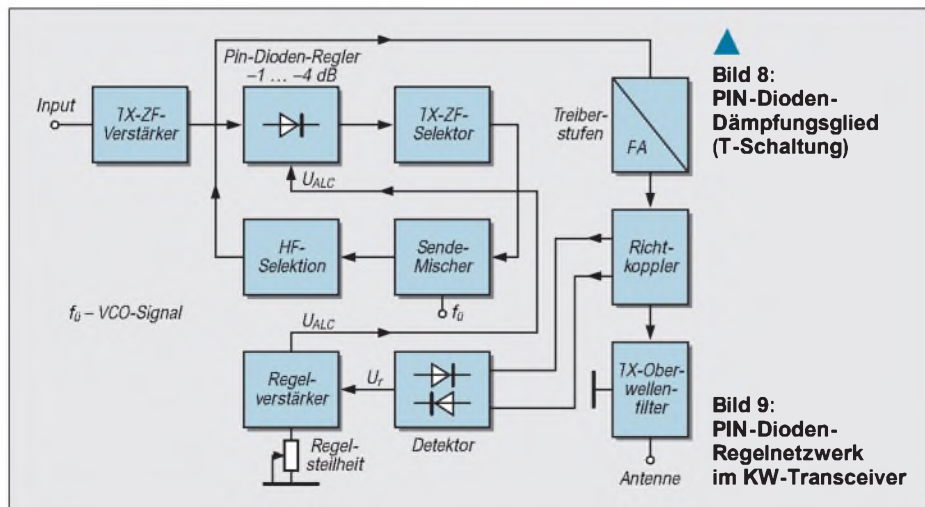 Pin-Dioden-Regler
–1 … –4 dB
Input
TX-ZF-
Verstärker
TX-ZF-
Selektor
Treiber-
stufen
FA
U_ALC
HF-
Selektion
Sende-
Mischer
Richt-
koppler
f_ü – VCO-Signal
f_ü
U_ALC
Regel-
verstärker
U_r
Detektor
TX-Ober-
wellen-
filter
Regel-
steilheit
Antenne
Bild 8:
PIN-Dioden-
Dämpfungsglied
(T-Schaltung)
Bild 9:
PIN-Dioden-
Regelnetzwerk
im KW-Transceiver